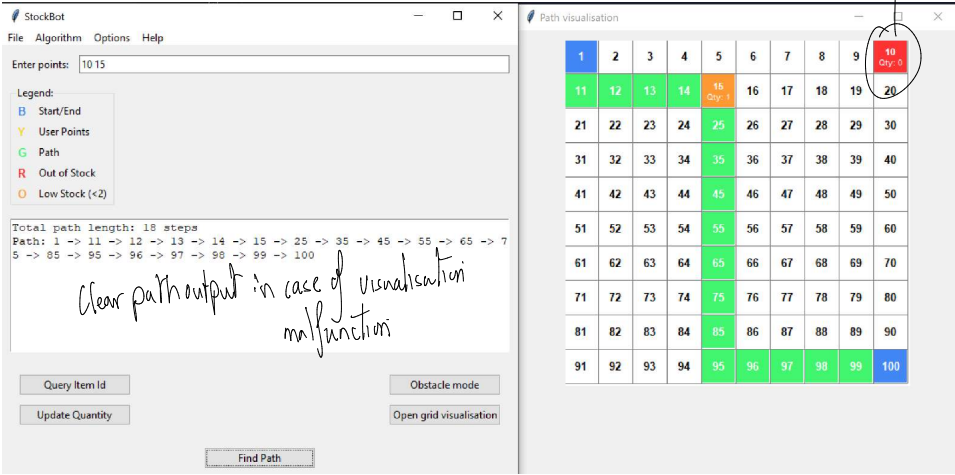 StockBot
File Algorithm Options Help
Enter points: 10 15
Legend:
B Start/End
Y User Points
G Path
R Out of Stock
O Low Stock (<2)
Total path length: 18 steps
Path: 1 -> 11 -> 12 -> 13 -> 14 -> 15 -> 25 -> 35 -> 45 -> 55 -> 65 -> 7
5 -> 85 -> 95 -> 96 -> 97 -> 98 -> 99 -> 100
Clear path output in case of visualisation
malfunction
Query Item Id
Obstacle mode
Update Quantity
Open grid visualisation
Find Path
Path visualisation
1 2 3 4 5 6 7 8 9 10
Qty: 0
11 12 13 14 15 16 17 18 19 20
Qty: 1
21 22 23 24 25 26 27 28 29 30
31 32 33 34 35 36 37 38 39 40
41 42 43 44 45 46 47 48 49 50
51 52 53 54 55 56 57 58 59 60
61 62 63 64 65 66 67 68 69 70
71 72 73 74 75 76 77 78 79 80
81 82 83 84 85 86 87 88 89 90
91 92 93 94 95 96 97 98 99 100